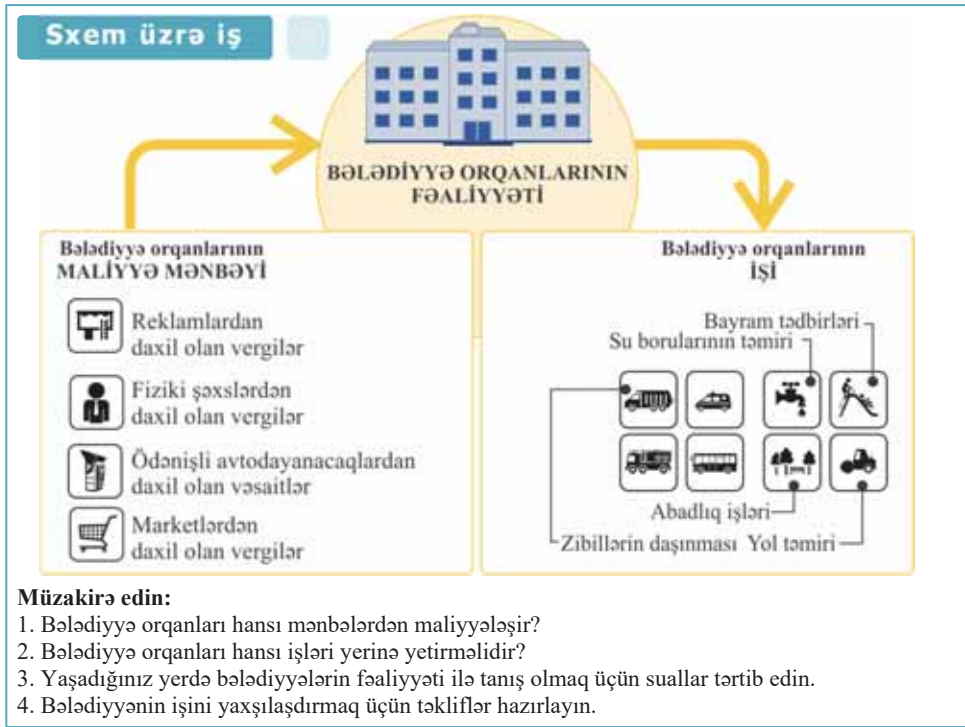 Sxem üzrə iş
BƏLƏDİYYƏ ORQANLARININ
FƏALİYYƏTİ
Bələdiyyə orqanlarının
MALİYYƏ MƏNBƏYİ
Reklamlardan
daxil olan vergilər
Fiziki şəxslərdən
daxil olan vergilər
Ödənişli avtodayanacaqlardan
daxil olan vəsaitlər
Marketlərdən
daxil olan vergilər
Bələdiyyə orqanlarının
İŞİ
Bayram tədbirləri
Su borularının təmiri
Abadlıq işləri
Zibillərin daşınması Yol təmiri
Müzakirə edin:
1. Bələdiyyə orqanları hansı mənbələrdən maliyyələşir?
2. Bələdiyyə orqanları hansı işləri yerinə yetirməlidir?
3. Yaşadığınız yerdə bələdiyyələrin fəaliyyəti ilə tanış olmaq üçün suallar tərtib edin.
4. Bələdiyyənin işini yaxşılaşdırmaq üçün təkliflər hazırlayın.